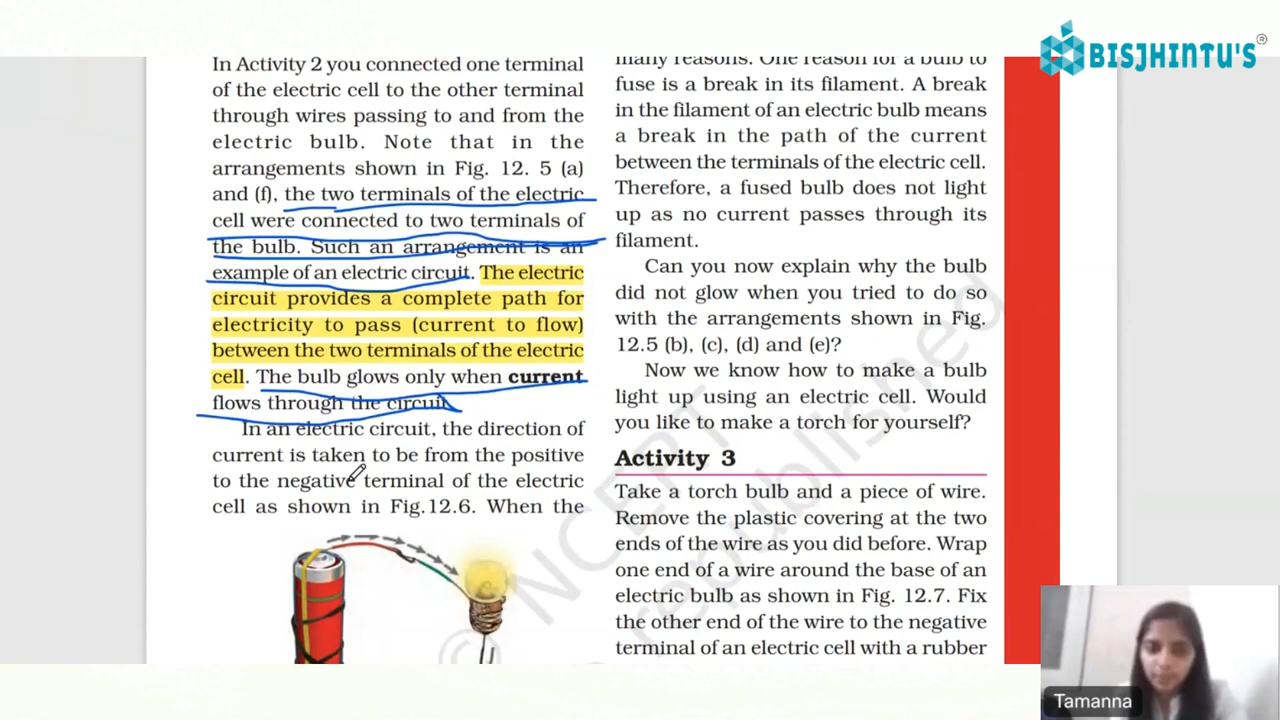 BISJHINTU'S®
In Activity 2 you connected one terminal
of the electric cell to the other terminal
through wires passing to and from the
electric bulb. Note that in the
arrangements shown in Fig. 12. 5 (a)
and (f), the two terminals of the electric
cell were connected to two terminals of
the bulb. Such an arrangement is an
example of an electric circuit. The electric
circuit provides a complete path for
electricity to pass (current to flow)
between the two terminals of the electric
cell. The bulb glows only when current
flows through the circuit.
In an electric circuit, the direction of
current is taken to be from the positive
to the negative terminal of the electric
cell as shown in Fig.12.6. When the
many reasons. One reason for a bulb to
fuse is a break in its filament. A break
in the filament of an electric bulb means
a break in the path of the current
between the terminals of the electric cell.
Therefore, a fused bulb does not light
up as no current passes through its
filament.
Can you now explain why the bulb
did not glow when you tried to do so
with the arrangements shown in Fig.
12.5 (b), (c), (d) and (e)?
Now we know how to make a bulb
light up using an electric cell. Would
you like to make a torch for yourself?
Activity 3
Take a torch bulb and a piece of wire.
Remove the plastic covering at the two
ends of the wire as you did before. Wrap
one end of a wire around the base of an
electric bulb as shown in Fig. 12.7. Fix
the other end of the wire to the negative
terminal of an electric cell with a rubber
© NCERT
republished
Tamanna